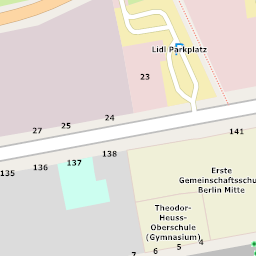 Lidl Parkplatz
23
24
25
27
141
138
137
136
135
Erste
Gemeinschaftsschu
Berlin Mitte
Theodor-
Heuss-
Oberschule
(Gymnasium)
4
5
6
7